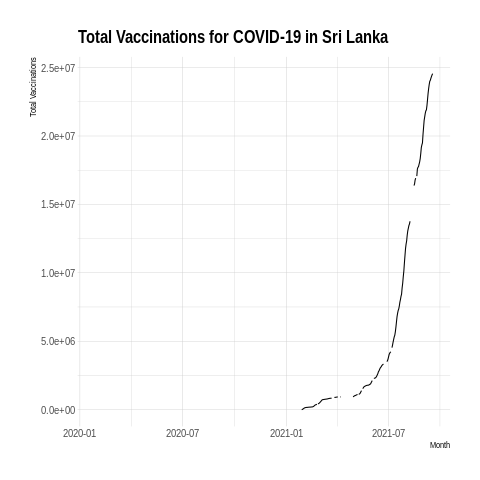 Total Vaccinations for COVID-19 in Sri Lanka
Total Vaccinations
2.5e+07
2.0e+07
1.5e+07
1.0e+07
5.0e+06
0.0e+00
2020-01 2020-07 2021-01 2021-07
Month